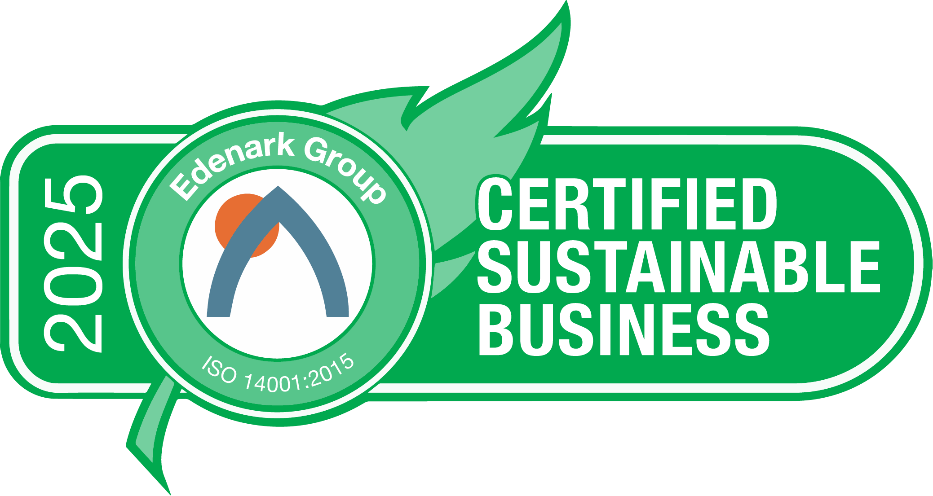 2025
Edenark Group
ISO 14001:2015
CERTIFIED
SUSTAINABLE
BUSINESS